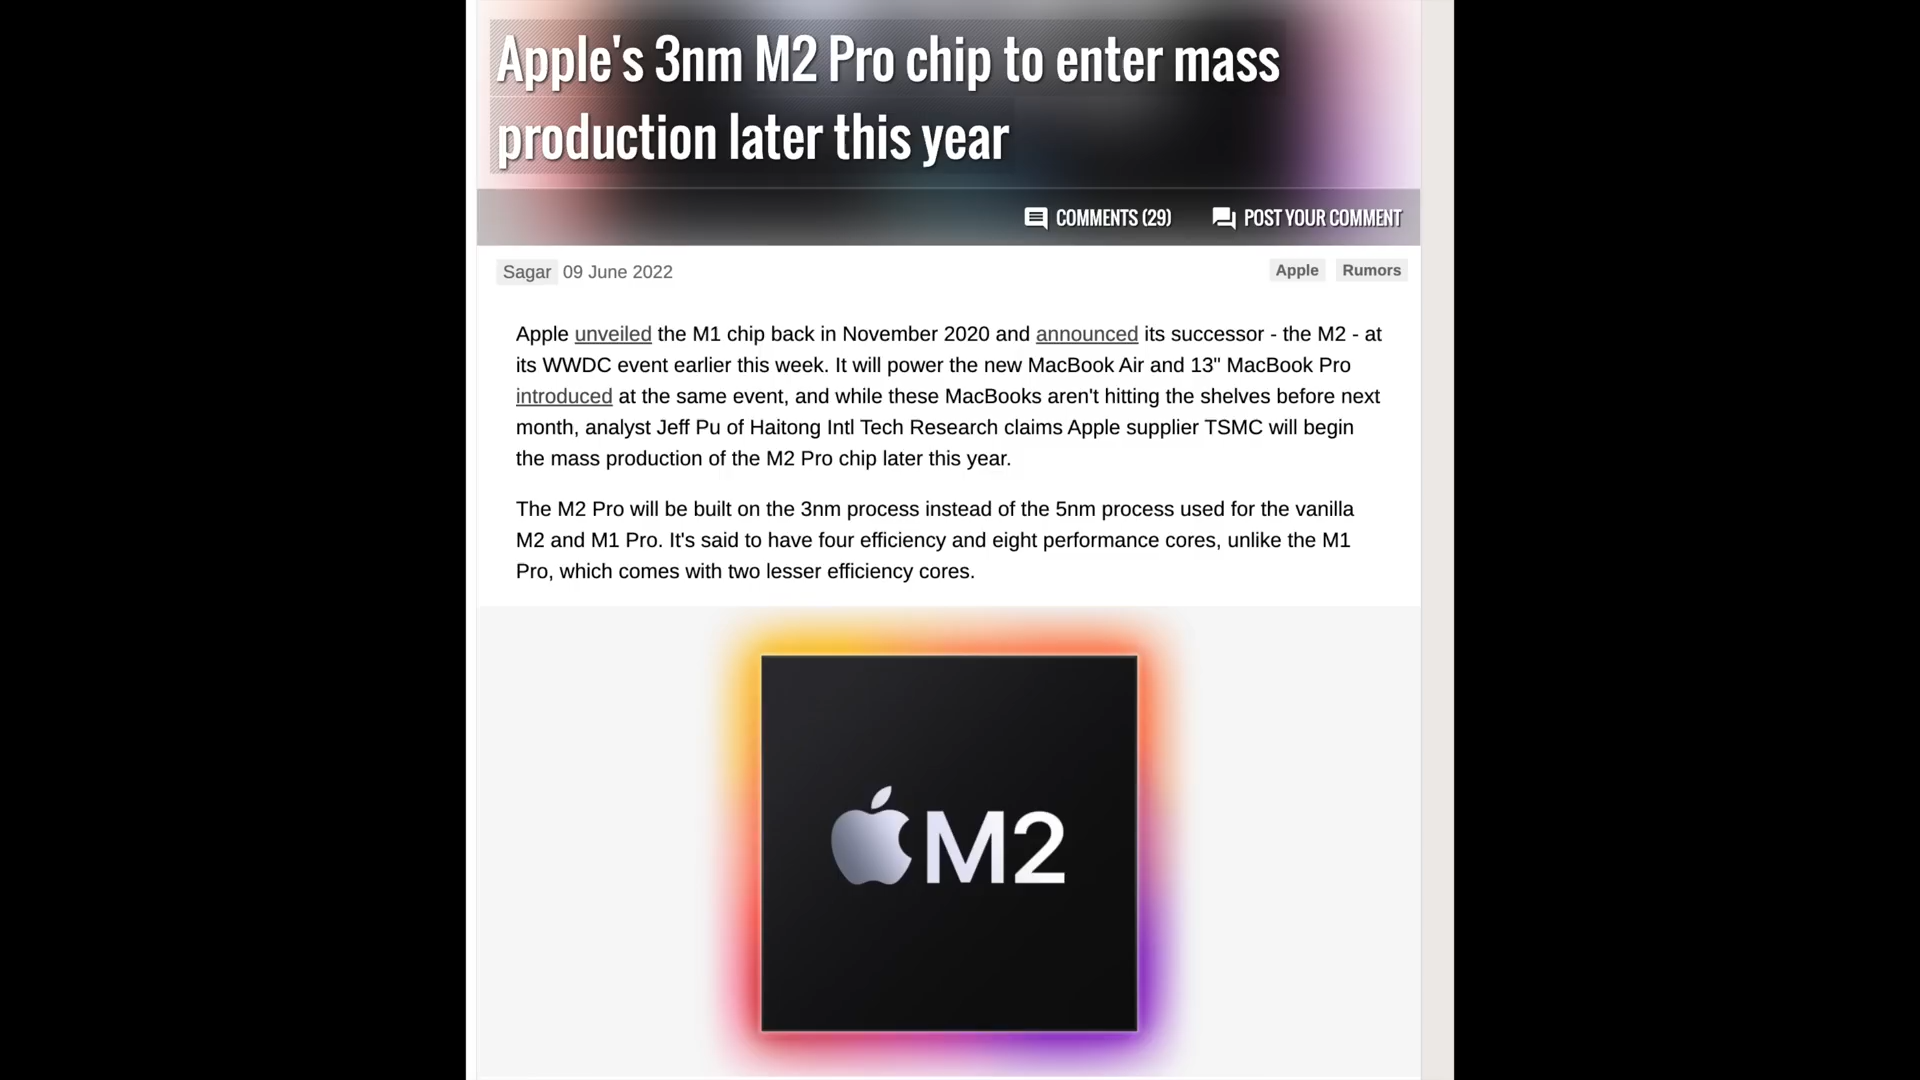 Apple's 3nm M2 Pro chip to enter mass
production later this year
COMMENTS (29) POST YOUR COMMENT
Sagar 09 June 2022 Apple Rumors
Apple unveiled the M1 chip back in November 2020 and announced its successor - the M2 - at
its WWDC event earlier this week. It will power the new MacBook Air and 13" MacBook Pro
introduced at the same event, and while these MacBooks aren't hitting the shelves before next
month, analyst Jeff Pu of Haitong Intl Tech Research claims Apple supplier TSMC will begin
the mass production of the M2 Pro chip later this year.
The M2 Pro will be built on the 3nm process instead of the 5nm process used for the vanilla
M2 and M1 Pro. It's said to have four efficiency and eight performance cores, unlike the M1
Pro, which comes with two lesser efficiency cores.
M2